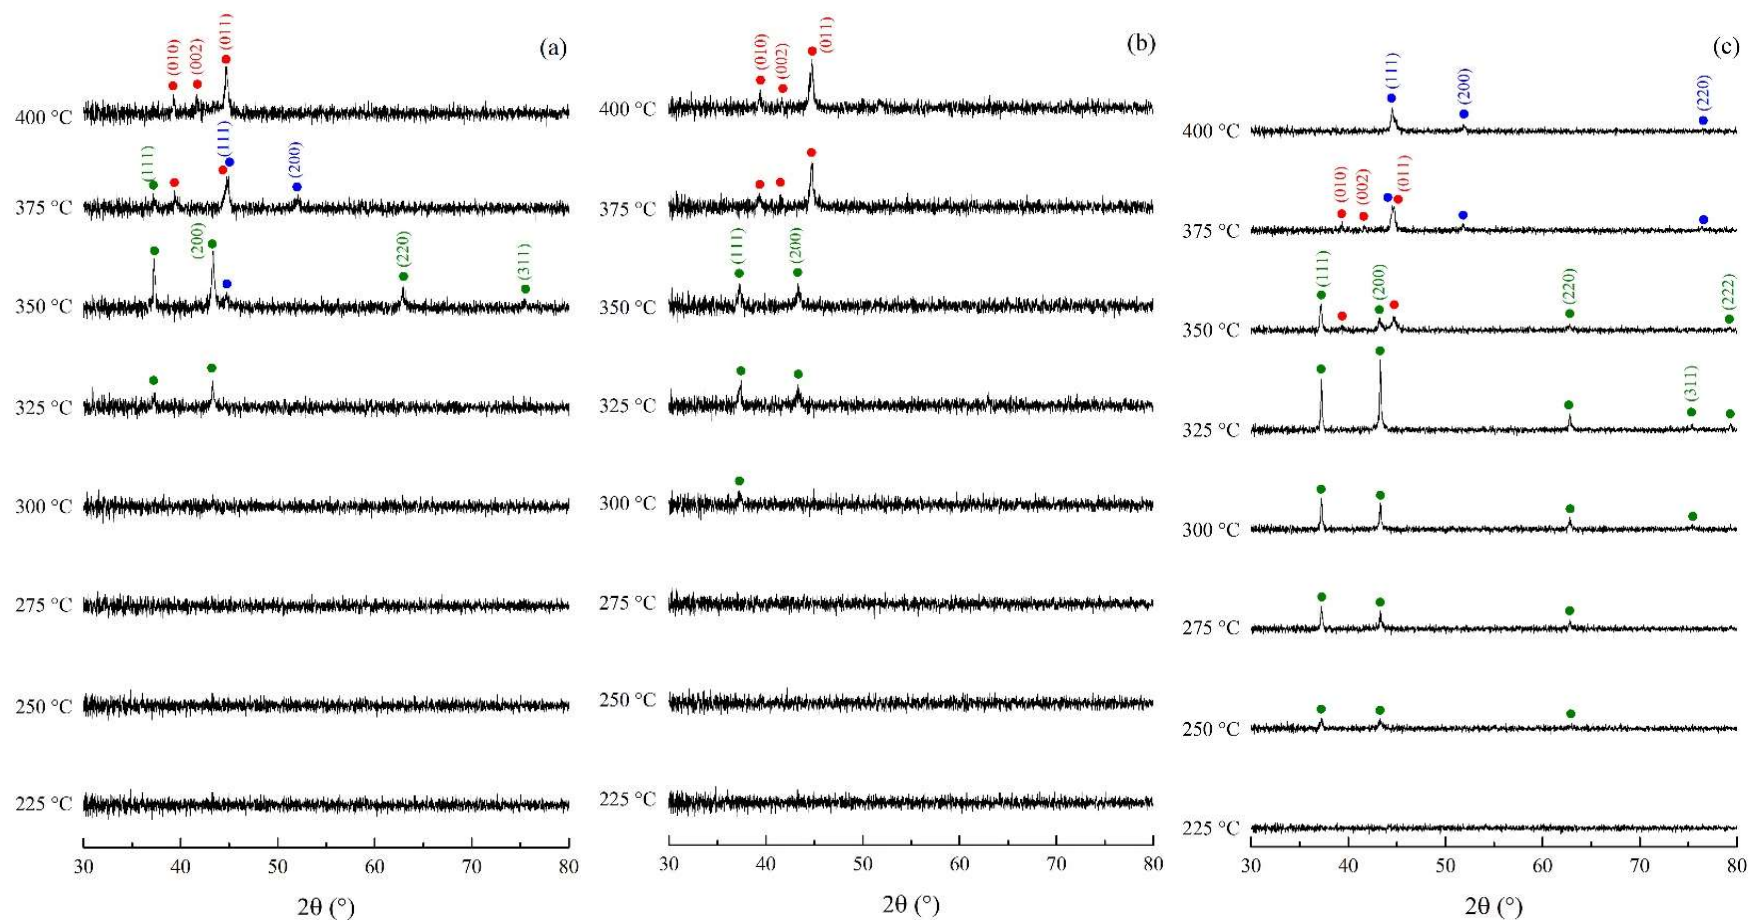 (a)
(010)
(002)
(011)
400 °C
(111)
(111)
(200)
375 °C
(200)
(220)
(311)
350 °C
325 °C
300 °C
275 °C
250 °C
225 °C
30 40 50 60 70 80
2θ (°)
(b)
(010)
(002)
(011)
400 °C
375 °C
(111)
(200)
350 °C
325 °C
300 °C
275 °C
250 °C
225 °C
30 40 50 60 70 80
2θ (°)
(c)
(111)
(200)
(220)
400 °C
(010)
(002)
(011)
375 °C
(111)
(200)
(220)
(222)
350 °C
(311)
325 °C
300 °C
275 °C
250 °C
225 °C
30 40 50 60 70 80
2θ (°)